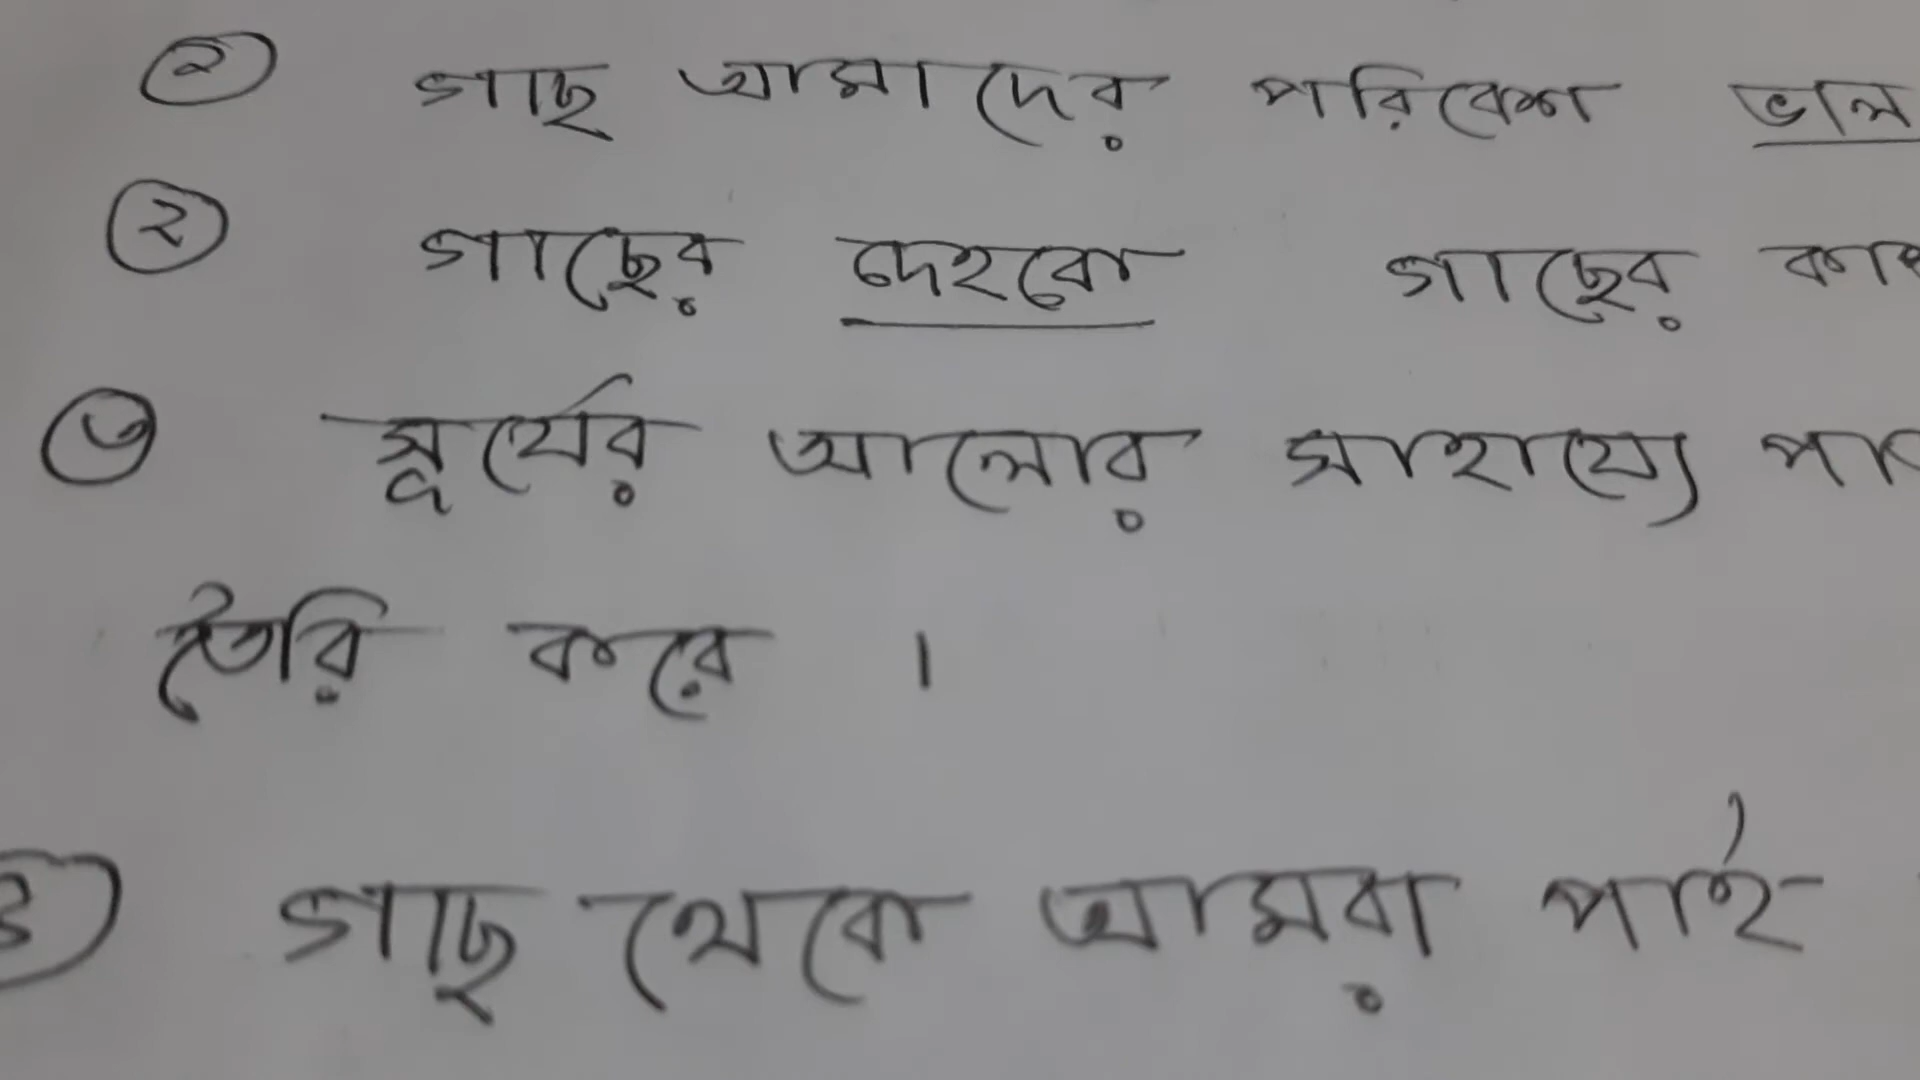 ১ গাছ আমাদের পরিবেশ ভাল
২ গাছের দেহকে গাছের
৩ সূর্যের আলোর সাহায্যে
তৈরি করে ।
৪ গাছ থেকে আমরা পাই